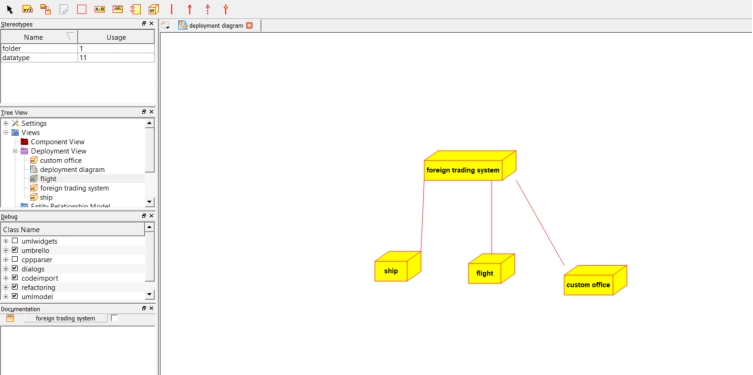 deployment diagram
Stereotypes
Name Usage
folder 1
datatype 11
Tree View
Settings
Views
Component View
Deployment View
custom office
deployment diagram
flight
foreign trading system
ship
Entity Relationship Model
Debug
Class Name
umlwidgets
umbrello
cppparser
dialogs
codeimport
refactoring
umlmodel
Documentation
foreign trading system
foreign trading system
ship
flight
custom office